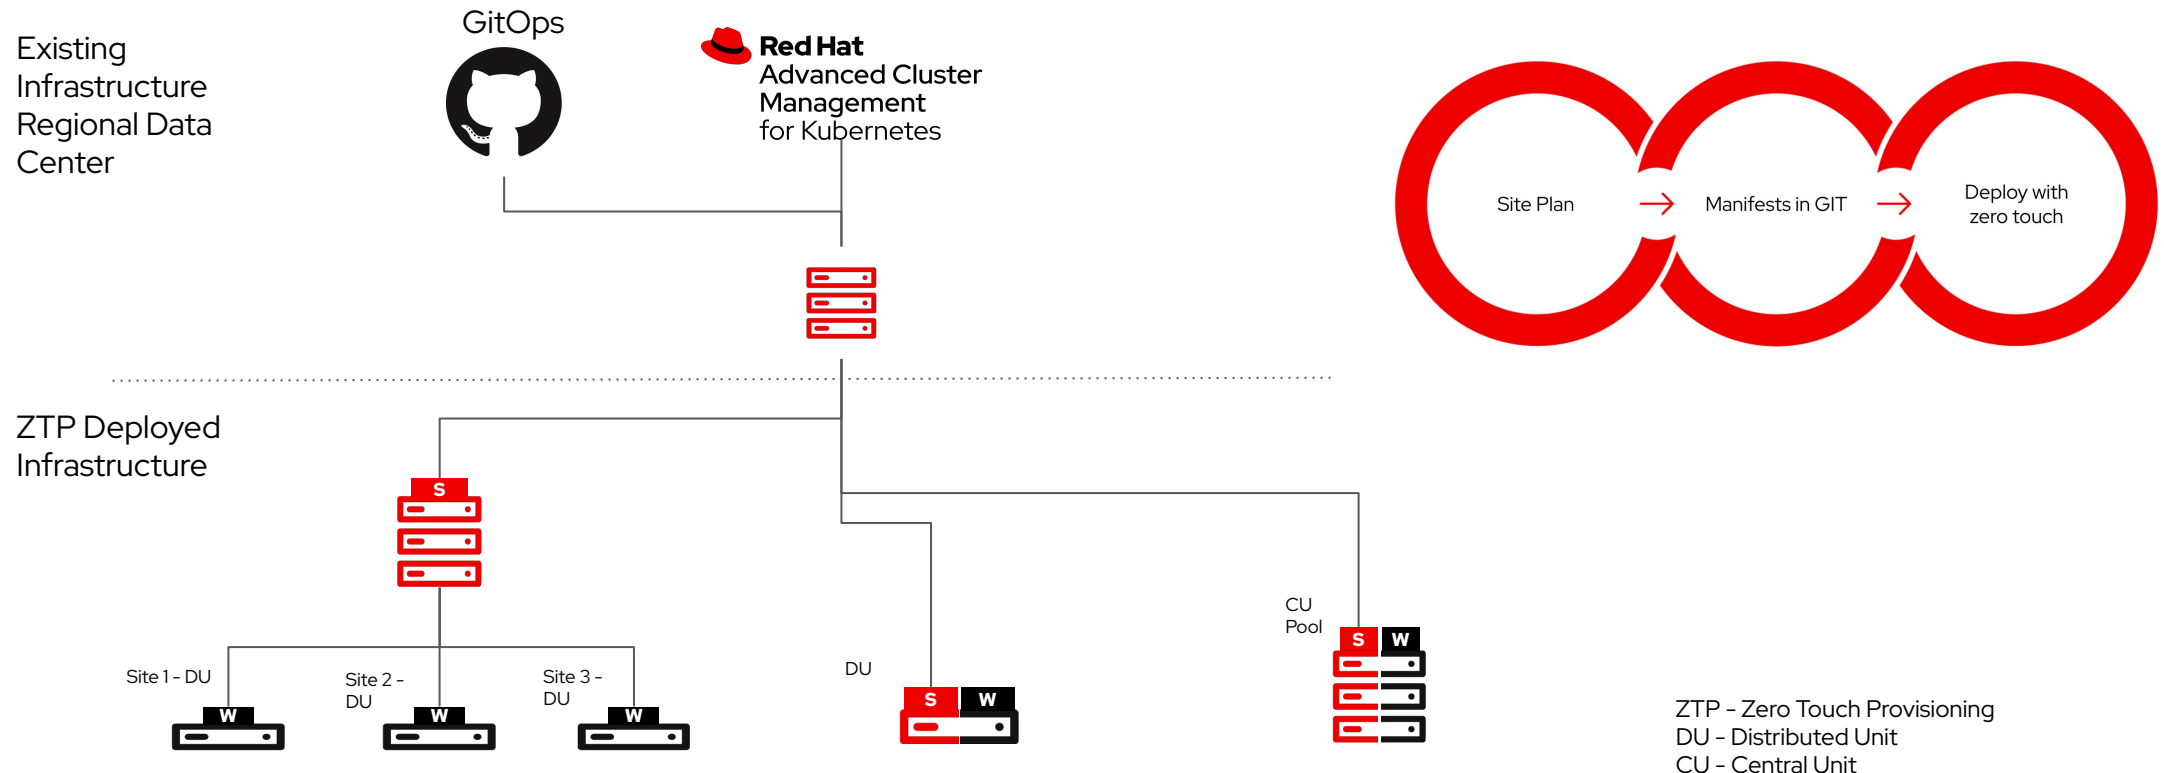 Existing
Infrastructure
Regional Data
Center
GitOps
Red Hat
Advanced Cluster
Management
for Kubernetes
Site Plan
Manifests in GIT
Deploy with
zero touch
ZTP Deployed
Infrastructure
S
Site 1 - DU
W
Site 2 -
DU
W
Site 3 -
DU
W
DU
S W
CU
Pool
S W
ZTP - Zero Touch Provisioning
DU - Distributed Unit
CU - Central Unit